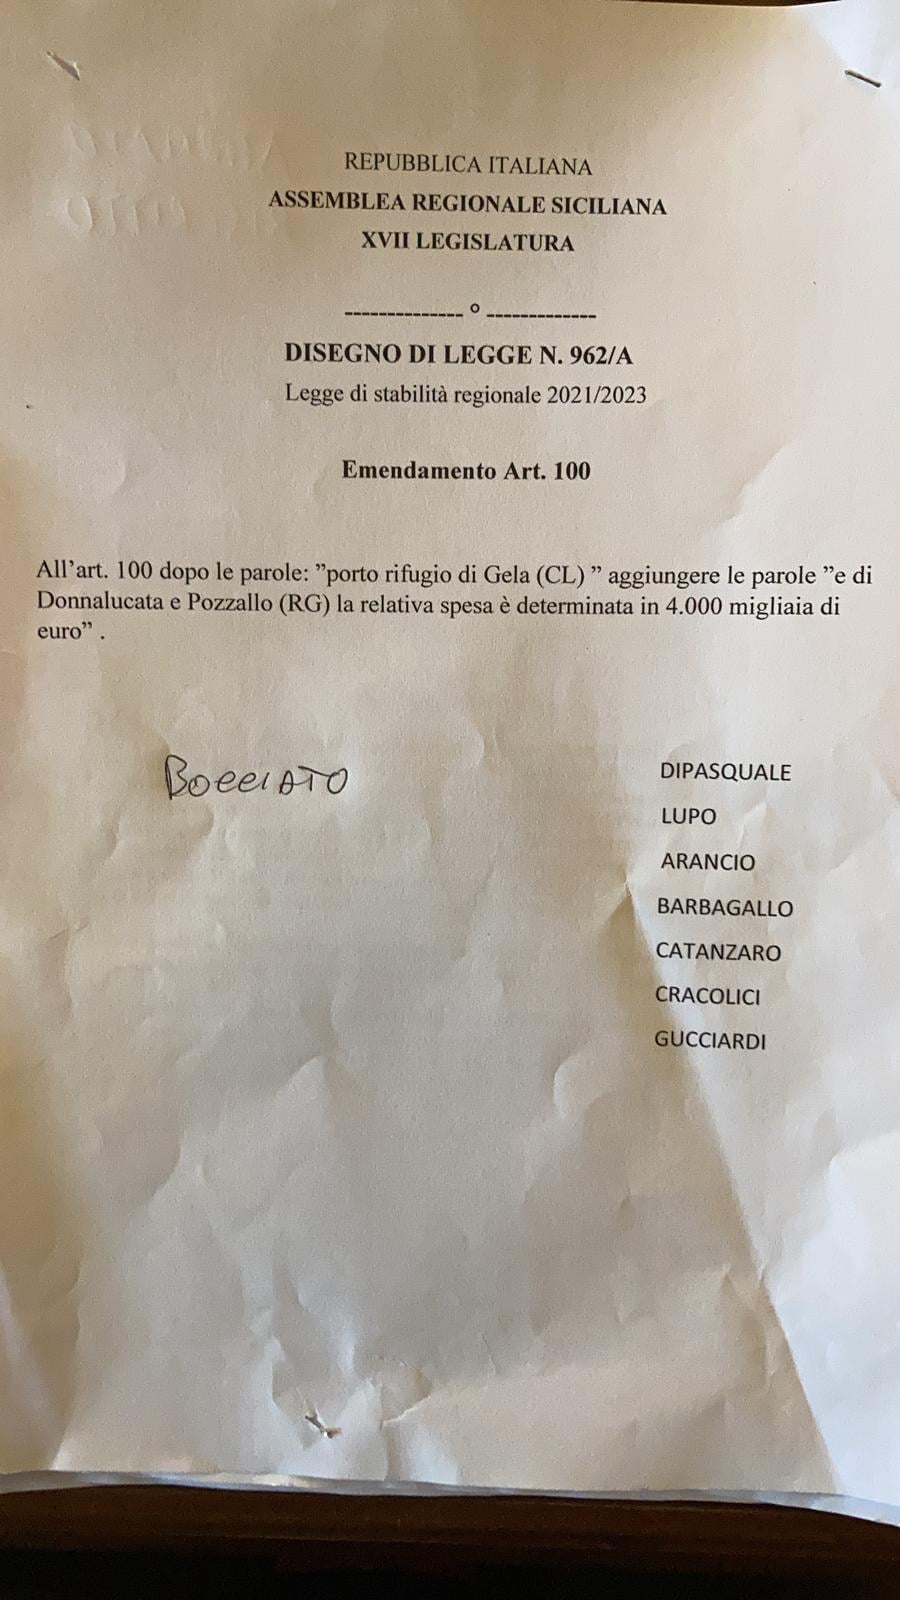 REPUBBLICA ITALIANA
ASSEMBLEA REGIONALE SICILIANA
XVII LEGISLATURA
-------------- ° -------------
DISEGNO DI LEGGE N. 962/A
Legge di stabilità regionale 2021/2023
Emendamento Art. 100
All’art. 100 dopo le parole: ”porto rifugio di Gela (CL) ” aggiungere le parole ”e di
Donnalucata e Pozzallo (RG) la relativa spesa è determinata in 4.000 migliaia di
euro” .
BOCCIATO
DIPASQUALE
LUPO
ARANCIO
BARBAGALLO
CATANZARO
CRACOLICI
GUCCIARDI